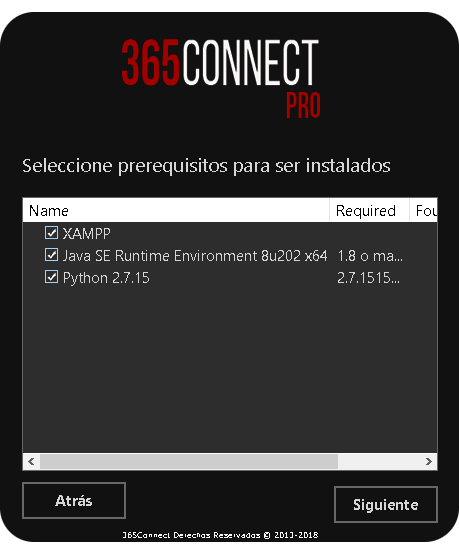 365CONNECT
PRO
Seleccione prerequisitos para ser instalados
Name Required Fou
XAMPP
Java SE Runtime Environment 8u202 x64 1.8 o ma...
Python 2.7.15 2.7.1515...
Atrás Siguiente
365Connect Derechos Reservados © 2013-2018